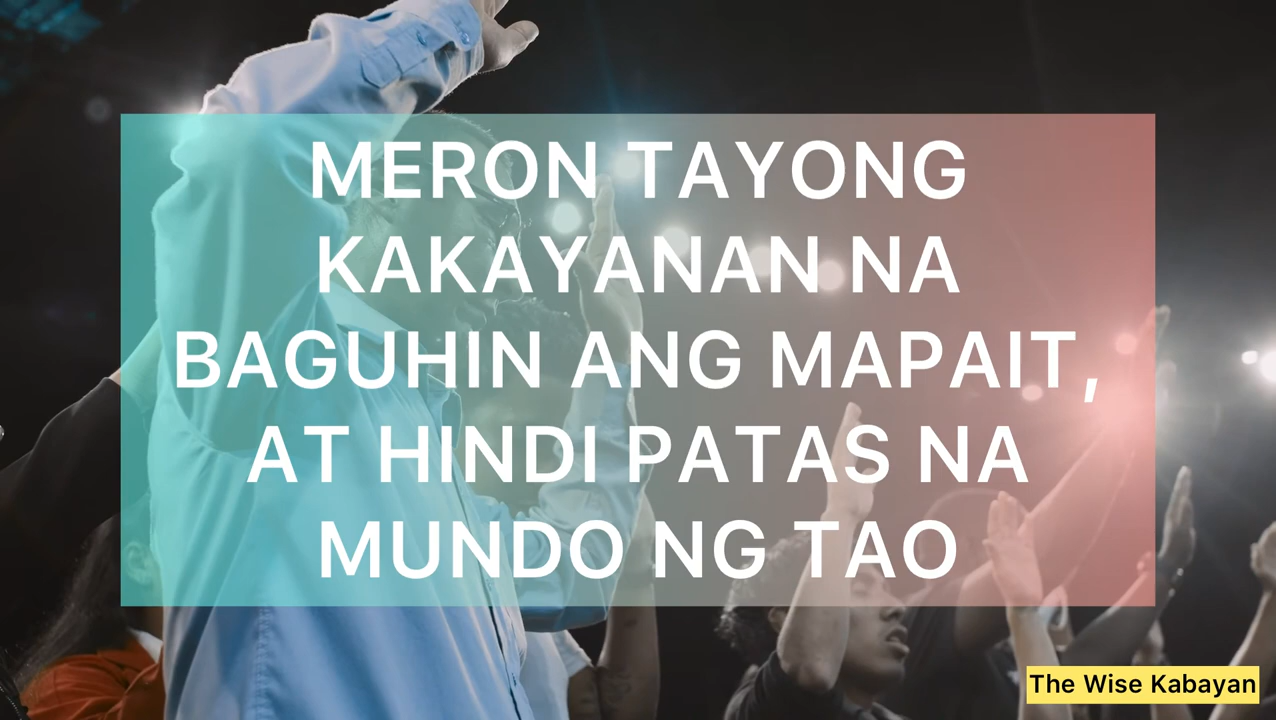 MERON TAYONG
KAKAYANAN NA
BAGUHIN ANG MAPAIT,
AT HINDI PATAS NA
MUNDO NG TAO
The Wise Kabayan